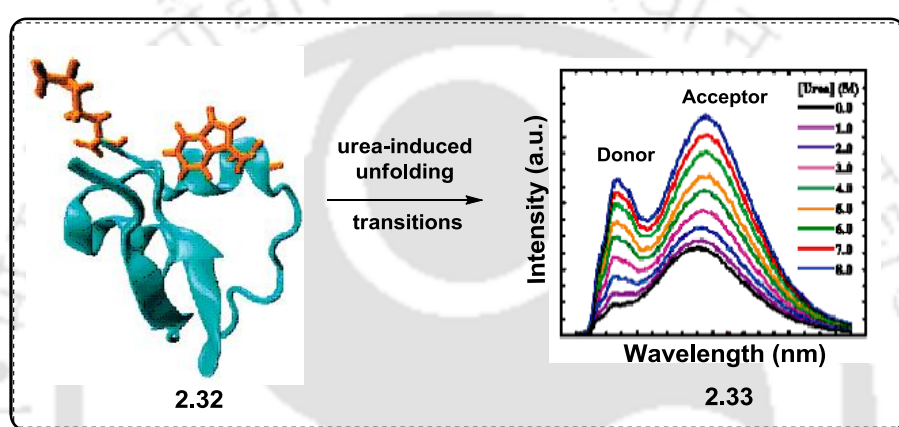 urea-induced
unfolding
transitions
2.32
Intensity (a.u.)
Donor
Acceptor
[Urea] (M)
0.0
1.0
2.0
3.0
4.0
5.0
6.0
7.0
8.0
Wavelength (nm)
2.33